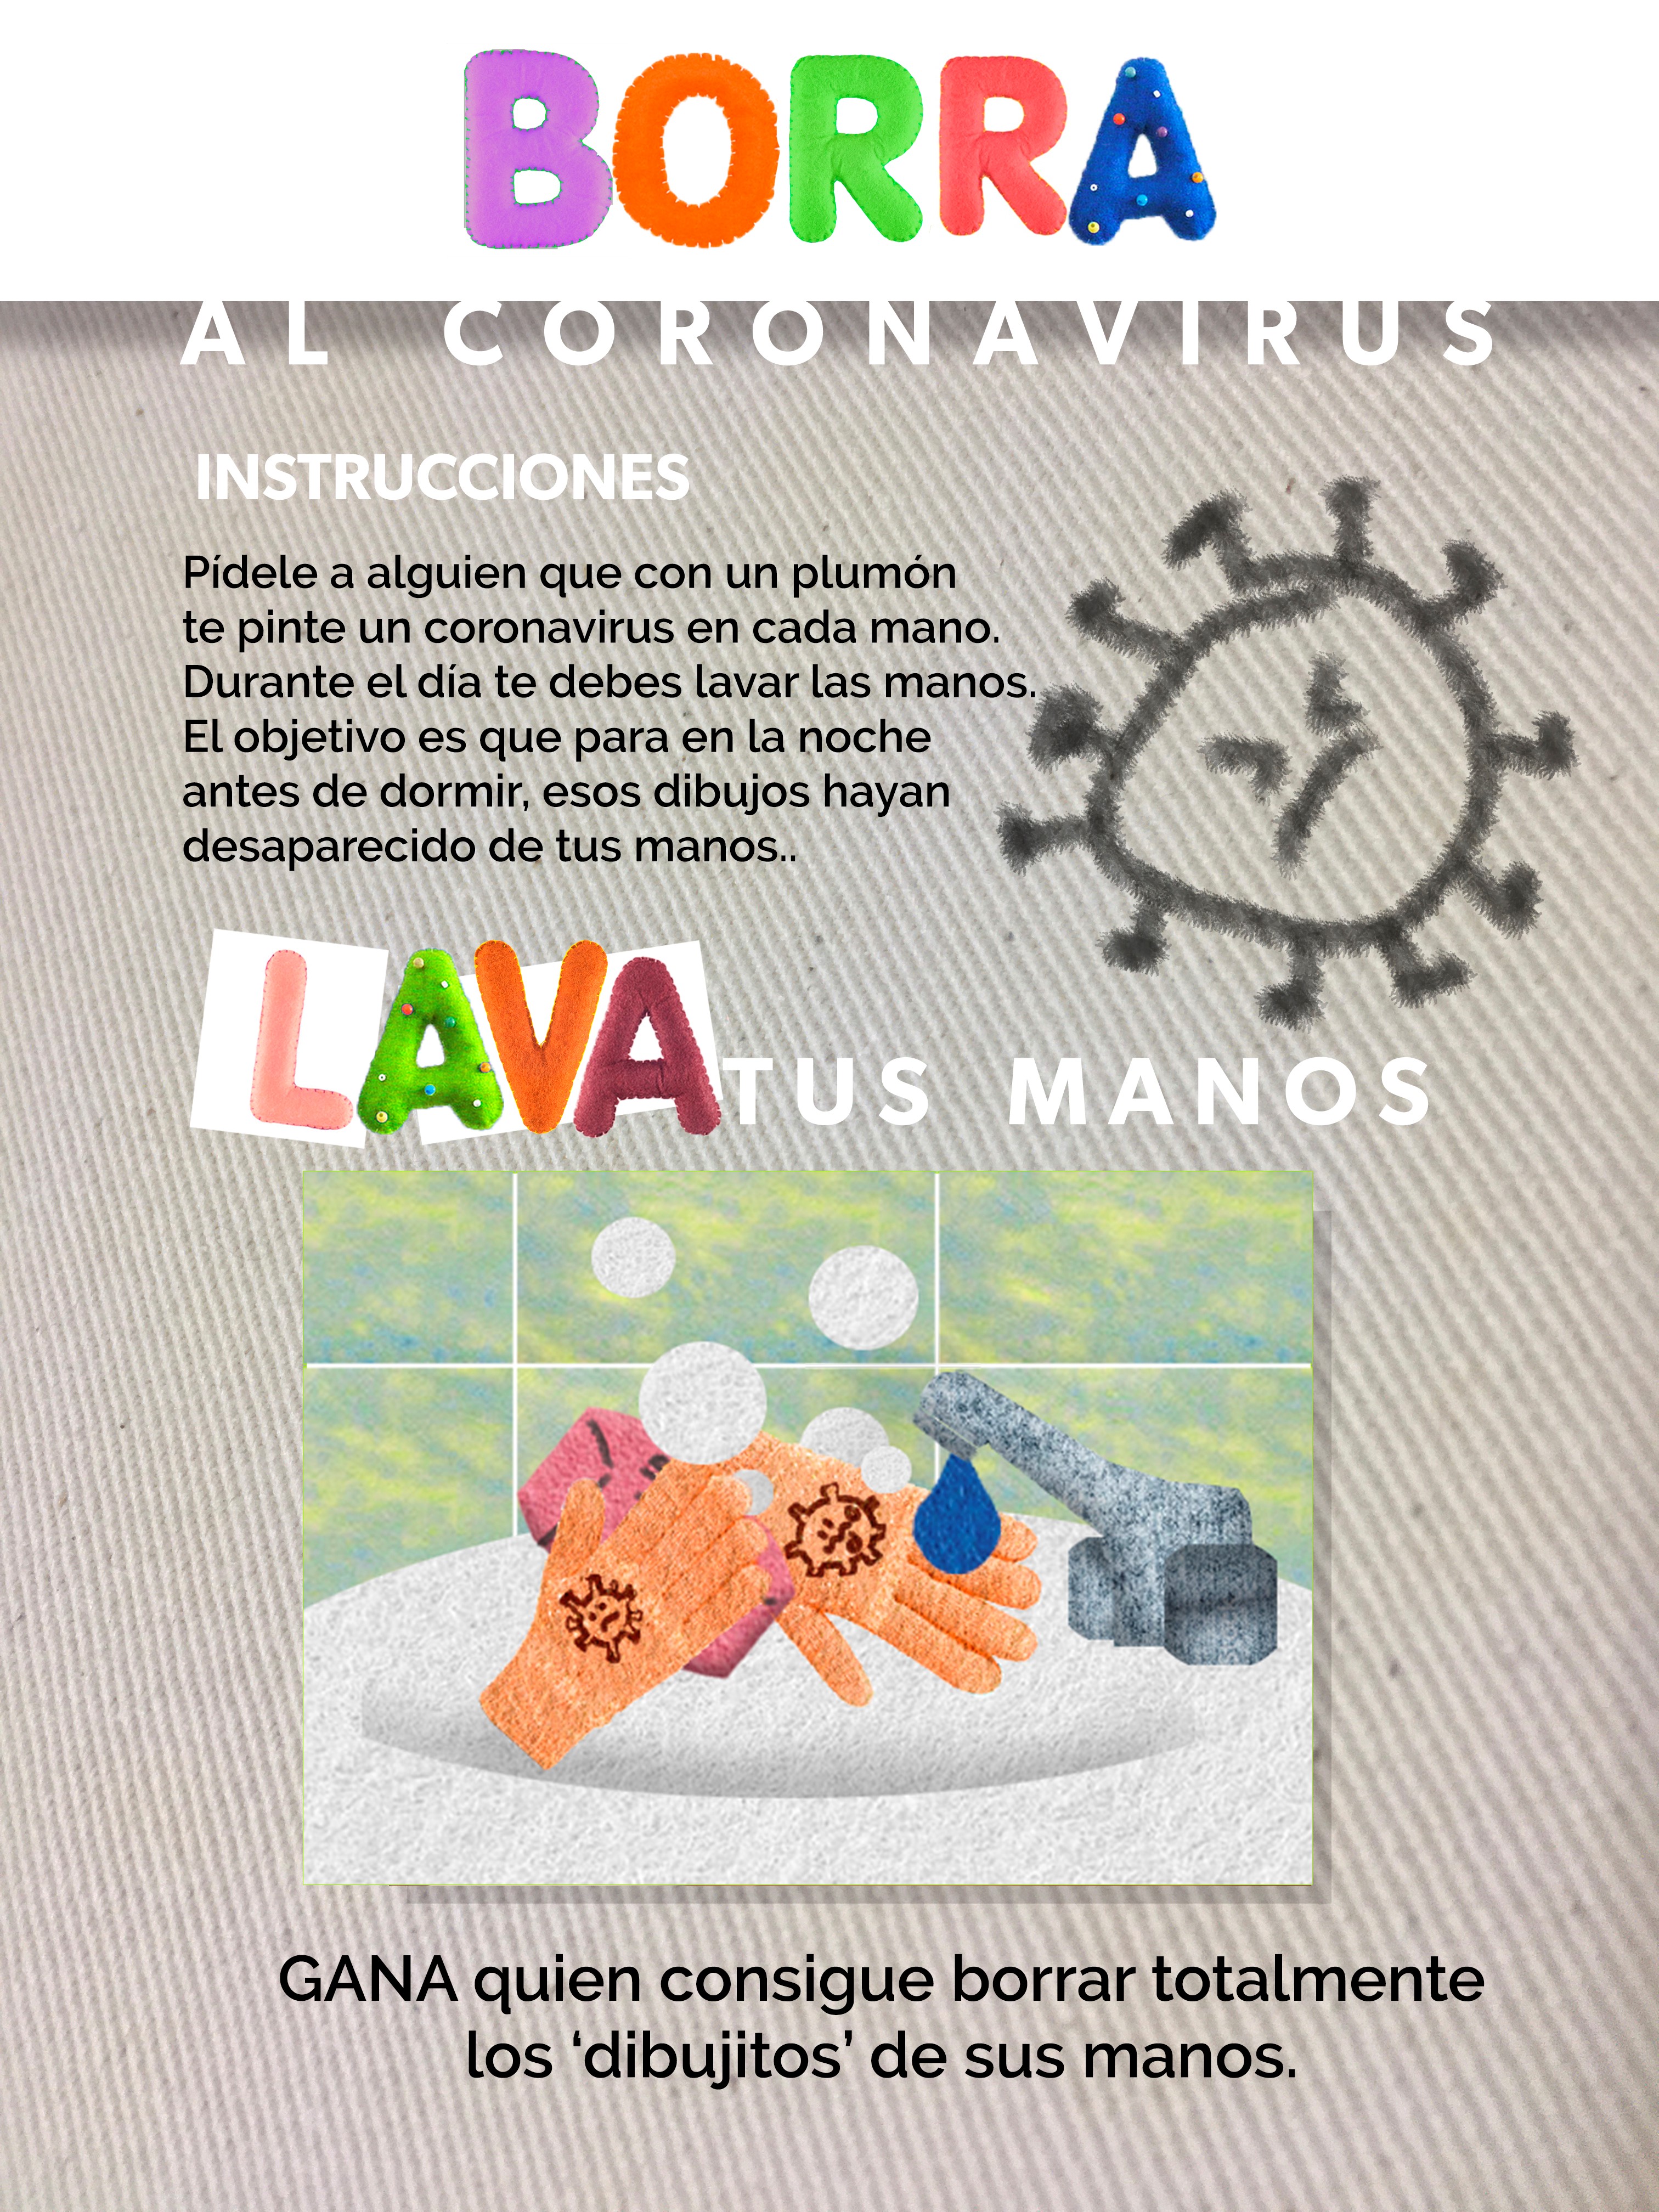 BORRA
AL CORONAVIRUS
INSTRUCCIONES
Pídele a alguien que con un plumón
te pinte un coronavirus en cada mano.
Durante el día te debes lavar las manos.
El objetivo es que para en la noche
antes de dormir, esos dibujos hayan
desaparecido de tus manos..
LAVA TUS MANOS
GANA quien consigue borrar totalmente
los ‘dibujitos’ de sus manos.